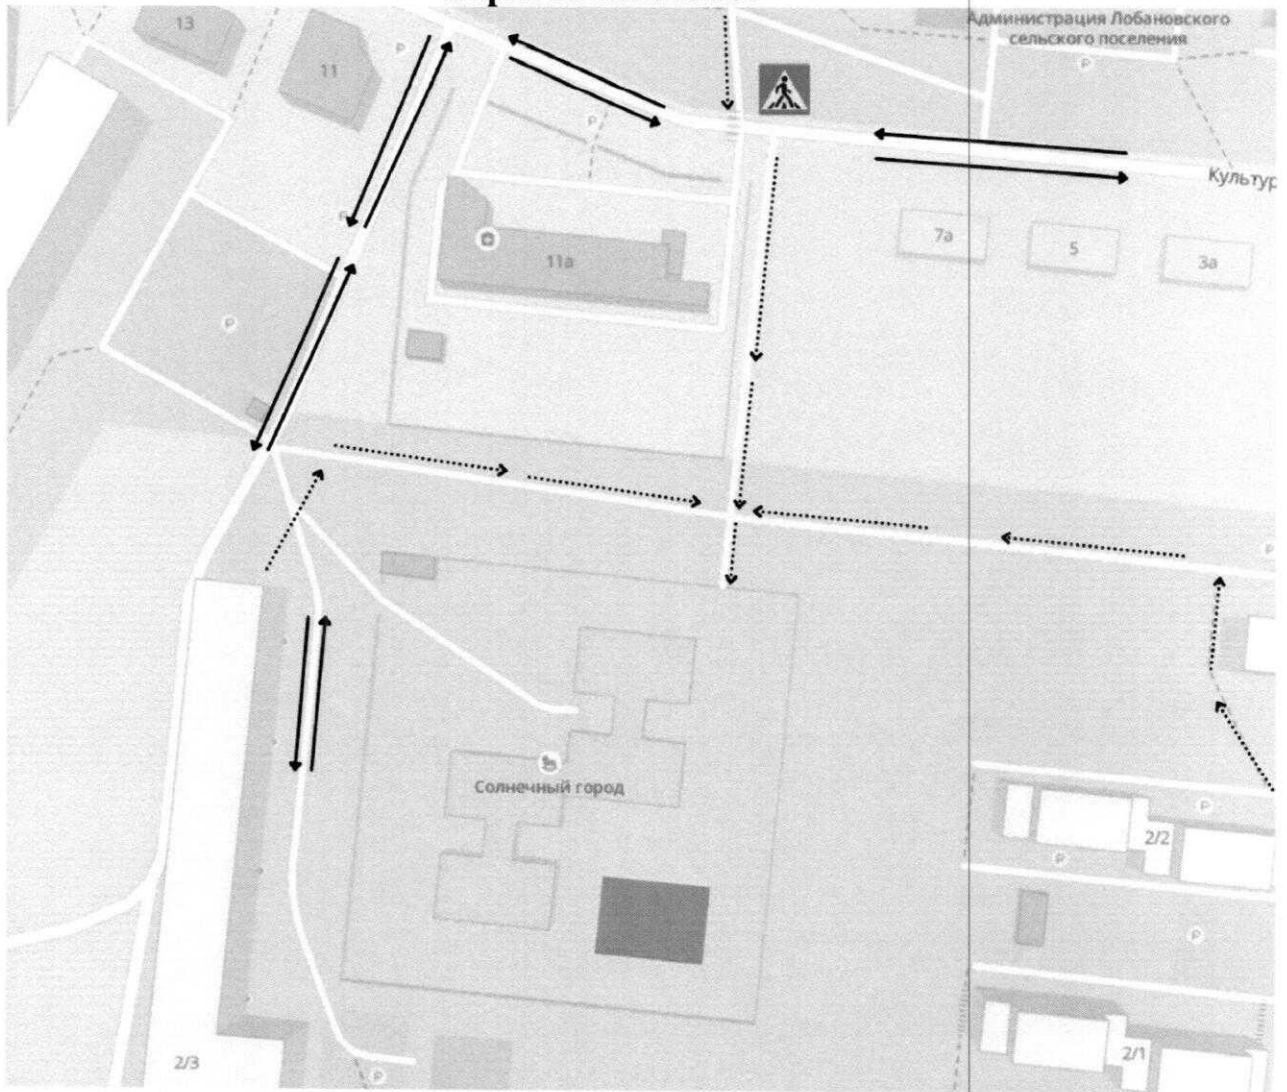 Администрация Лобановского
сельского поселения
13
Р
Р
11
Р
Культур
7а
5
3а
11а
Р
Р
Солнечный город
Р
2/2
Р
Р
2/3
Р
2/1